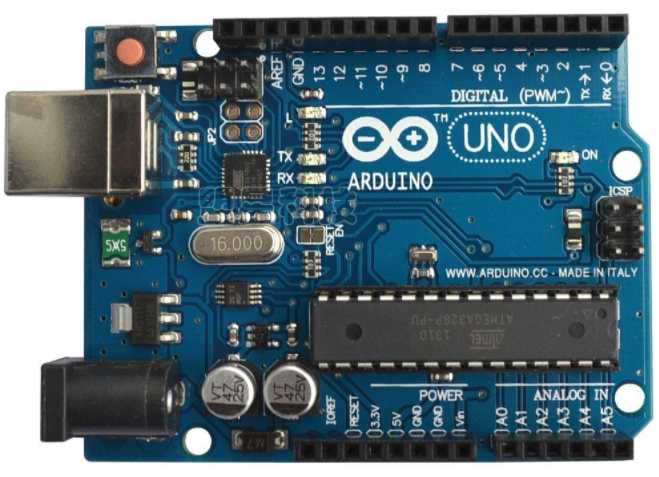 AREF
GND
13
12
~11
~10
~9
8
7
~6
~5
4
~3
2
TX→1
RX←0
DIGITAL (PWM~)
L
JP2
TX
RX
TM
UNO
ARDUINO
ON
ICSP
16.000
RESET
EN
WWW.ARDUINO.CC - MADE IN ITALY
ATMEL
1310
ATMEGA328P-PU
VT
47
25V
VT
47
25V
M7
POWER
ANALOG IN
IOREF
RESET
3.3V
5V
GND
GND
Vin
A0
A1
A2
A3
A4
A5